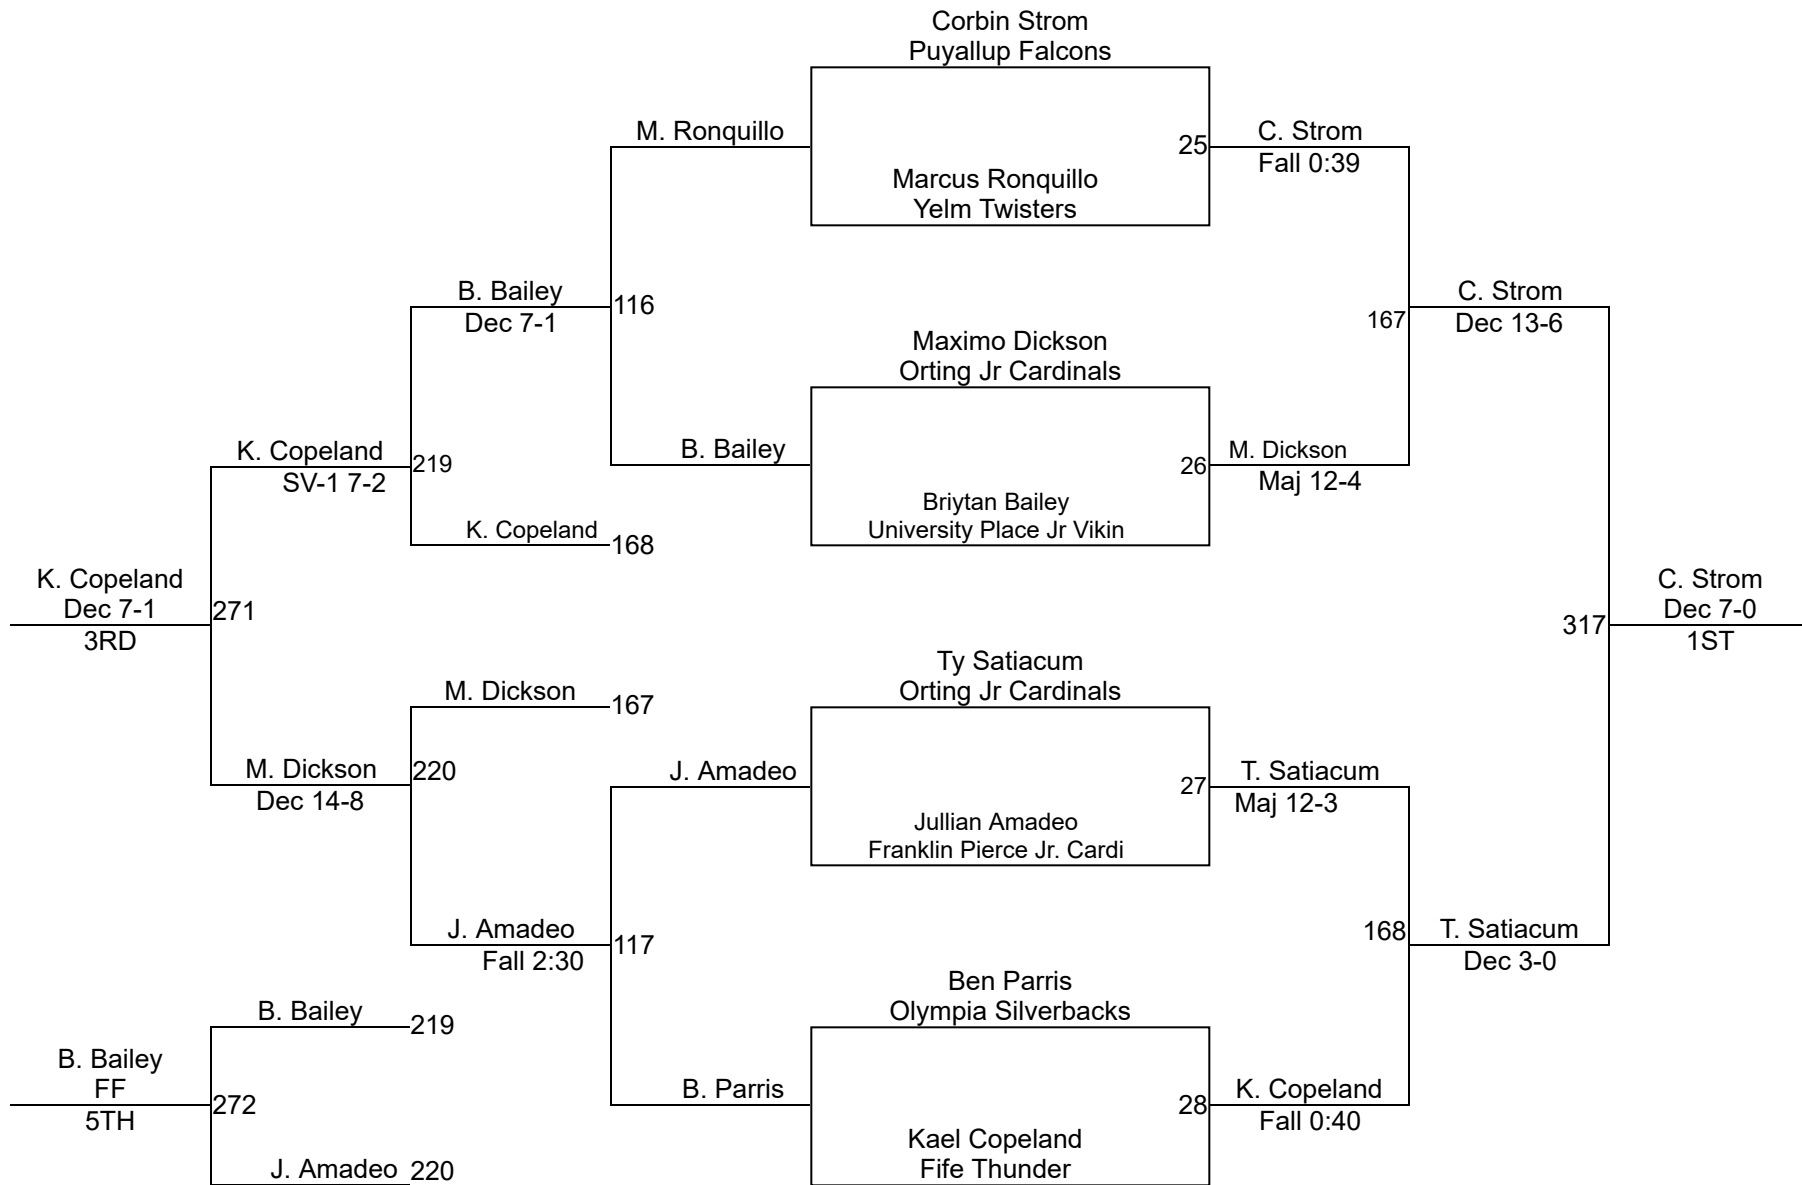 Corbin Strom
Puyallup Falcons
M. Ronquillo
25
C. Strom
Fall 0:39
Marcus Ronquillo
Yelm Twisters
B. Bailey
Dec 7-1
116
C. Strom
Dec 13-6
167
Maximo Dickson
Orting Jr Cardinals
K. Copeland
SV-1 7-2
219
B. Bailey
26
M. Dickson
Maj 12-4
Briytan Bailey
University Place Jr Vikin
K. Copeland
168
K. Copeland
Dec 7-1
3RD
271
317
C. Strom
Dec 7-0
1ST
Ty Satiacum
Orting Jr Cardinals
M. Dickson
167
M. Dickson
Dec 14-8
220
J. Amadeo
27
T. Satiacum
Maj 12-3
Jullian Amadeo
Franklin Pierce Jr. Cardi
J. Amadeo
Fall 2:30
117
168
T. Satiacum
Dec 3-0
Ben Parris
Olympia Silverbacks
B. Bailey
219
B. Bailey
FF
5TH
272
B. Parris
28
K. Copeland
Fall 0:40
Kael Copeland
Fife Thunder
J. Amadeo
220